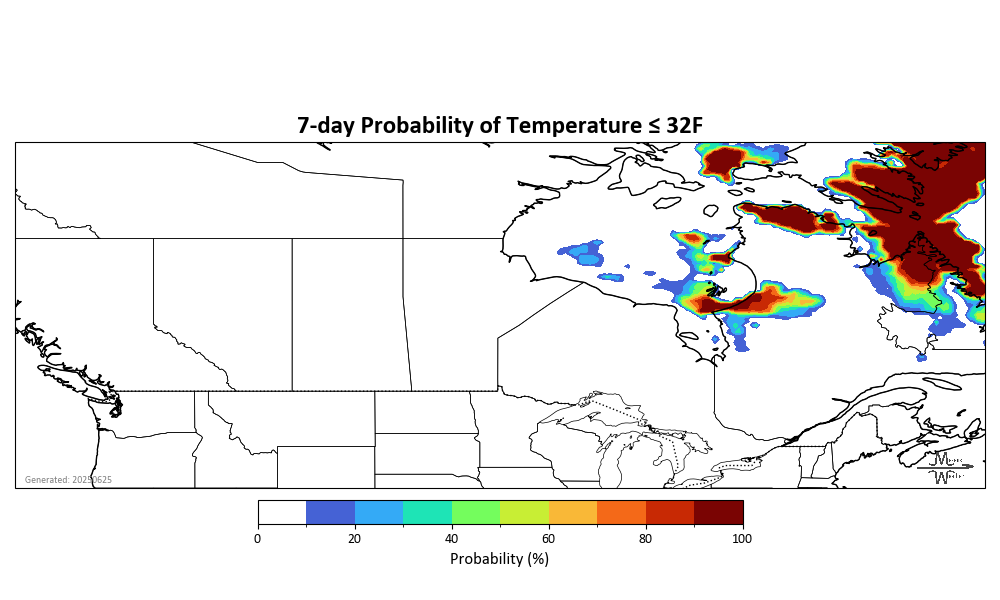 7-day Probability of Temperature ≤ 32F
Generated: 20250625
0 20 40 60 80 100
Probability (%)